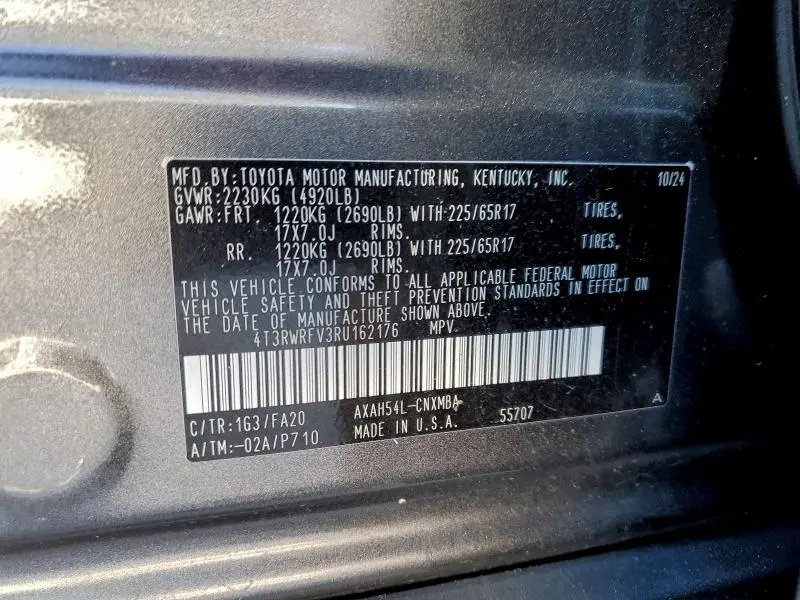 MFD. BY: TOYOTA MOTOR MANUFACTURING, KENTUCKY, INC. 10/24
GVWR: 2230KG (4920LB)
GAWR: FRT. 1220KG (2690LB) WITH 225/65R17 TIRES,
17X7.0J RIMS.
RR. 1220KG (2690LB) WITH 225/65R17 TIRES,
17X7.0J RIMS.
THIS VEHICLE CONFORMS TO ALL APPLICABLE FEDERAL MOTOR
VEHICLE SAFETY AND THEFT PREVENTION STANDARDS IN EFFECT ON
THE DATE OF MANUFACTURE SHOWN ABOVE.
4T3RWRFV3RU162176 MPV.
C/TR: 1G3/FA20 AXAH54L-CNXMBA 55707 A
A/TM: -02A/P710 MADE IN U.S.A.